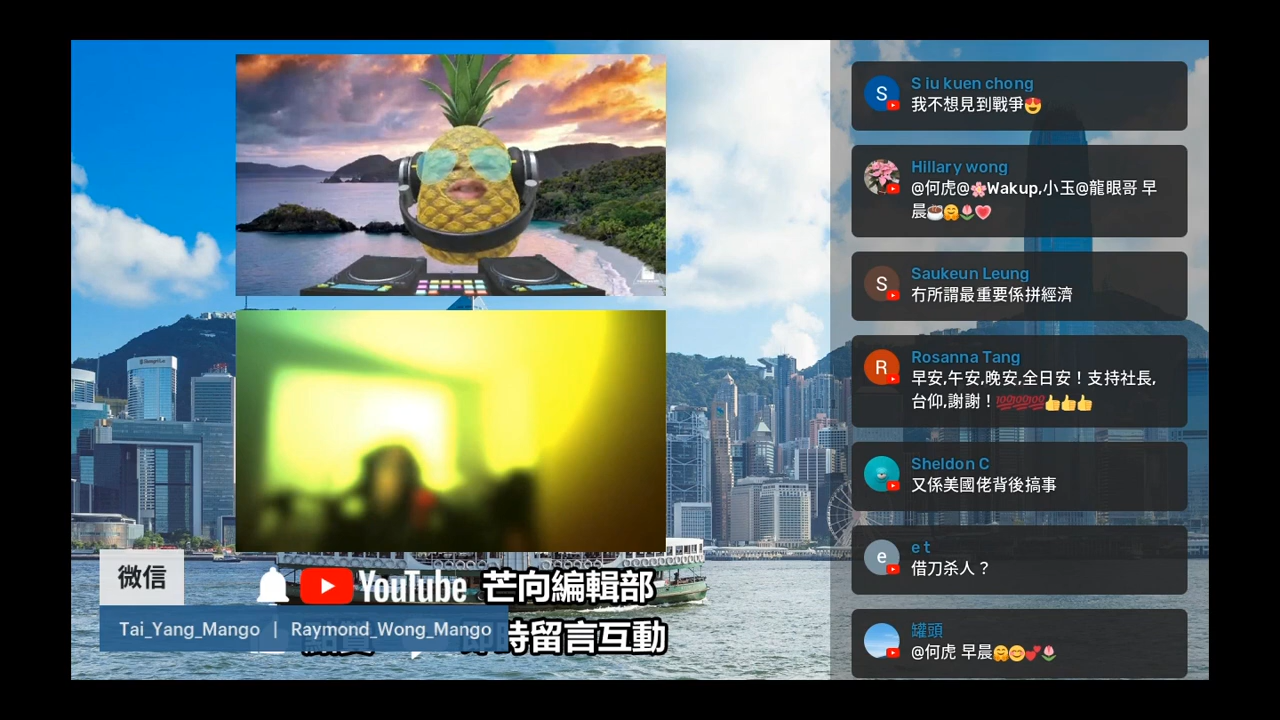 S iu kuen chong
我不想見到戰爭😍
Hillary wong
@何虎@🌸Wakup,小玉@龍眼哥 早
晨☕🤗🌷💗
Saukeun Leung
冇所謂最重要係拼經濟
Rosanna Tang
早安,午安,晚安,全日安！支持社長,
台仰,謝謝！💯💯💯👍👍👍
Sheldon C
又係美國佬背後搞事
e t
借刀杀人？
罐頭
@何虎 早晨🤗😊💕🌷
微信
Tai_Yang_Mango | Raymond_Wong_Mango
YouTube 芒向編輯部
時留言互動